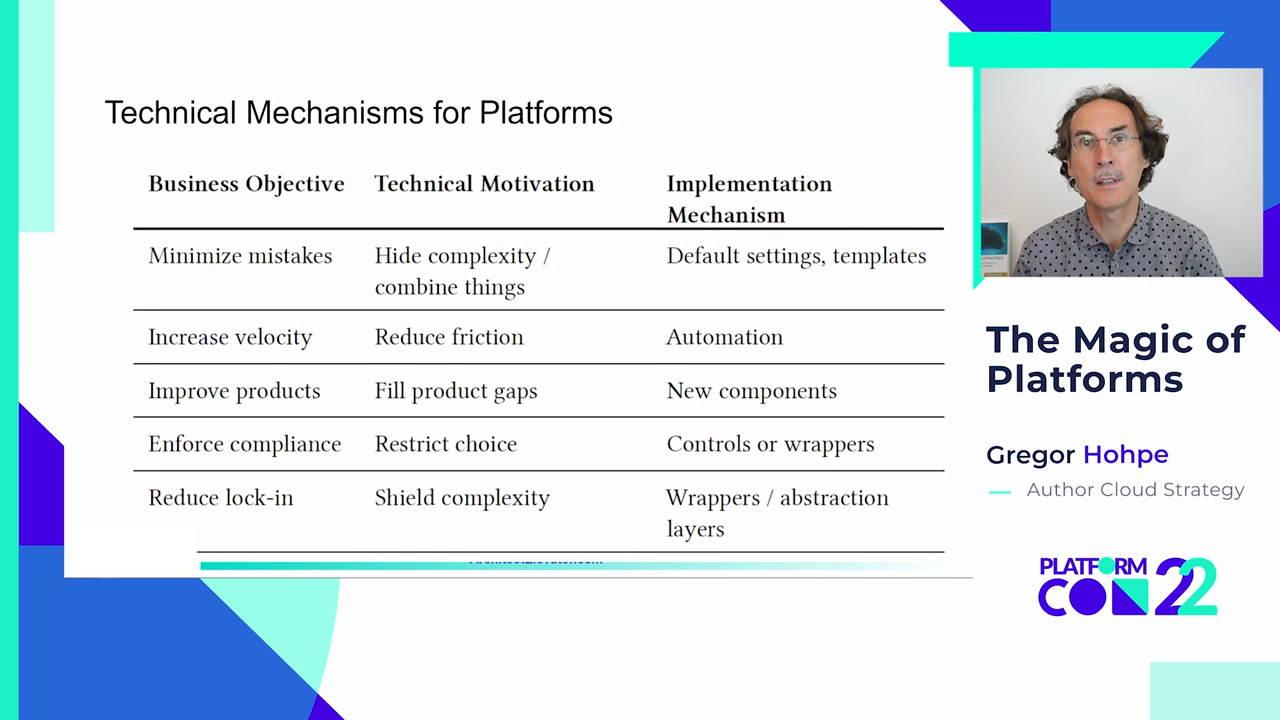 Technical Mechanisms for Platforms
Business Objective Technical Motivation Implementation
Mechanism
Minimize mistakes Hide complexity / Default settings, templates
combine things
Increase velocity Reduce friction Automation
Improve products Fill product gaps New components
Enforce compliance Restrict choice Controls or wrappers
Reduce lock-in Shield complexity Wrappers / abstraction
layers
The Magic of
Platforms
Gregor Hohpe
Author Cloud Strategy
PLATFORM
CON 22